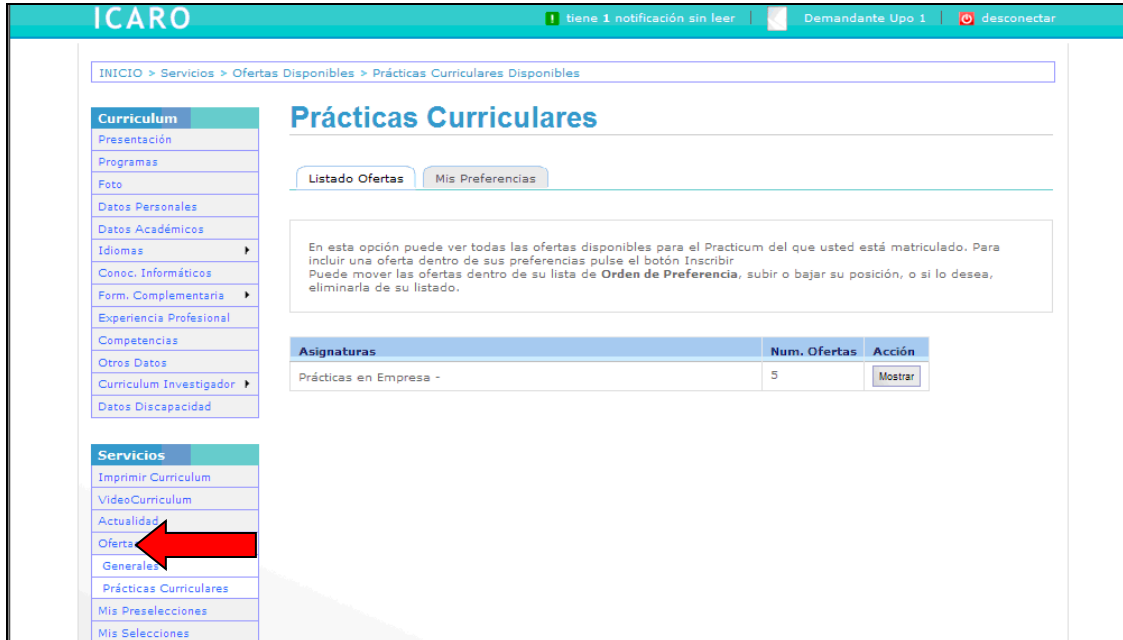 ICARO
tiene 1 notificación sin leer
Demandante Upo 1
desconectar
INICIO > Servicios > Ofertas Disponibles > Prácticas Curriculares Disponibles
Curriculum
Presentación
Programas
Foto
Datos Personales
Datos Académicos
Idiomas
Conoc. Informáticos
Form. Complementaria
Experiencia Profesional
Competencias
Otros Datos
Curriculum Investigador
Datos Discapacidad
Servicios
Imprimir Curriculum
VideoCurriculum
Actualidad
Generales
Prácticas Curriculares
Mis Preselecciones
Mis Selecciones
Prácticas Curriculares
Listado Ofertas
Mis Preferencias
En esta opción puede ver todas las ofertas disponibles para el Practicum del que usted está matriculado. Para
incluir una oferta dentro de sus preferencias pulse el botón Inscribir
Puede mover las ofertas dentro de su lista de Orden de Preferencia, subir o bajar su posición, o si lo desea,
eliminarla de su listado.
Asignaturas Num. Ofertas Acción
Prácticas en Empresa - 5 Mostrar